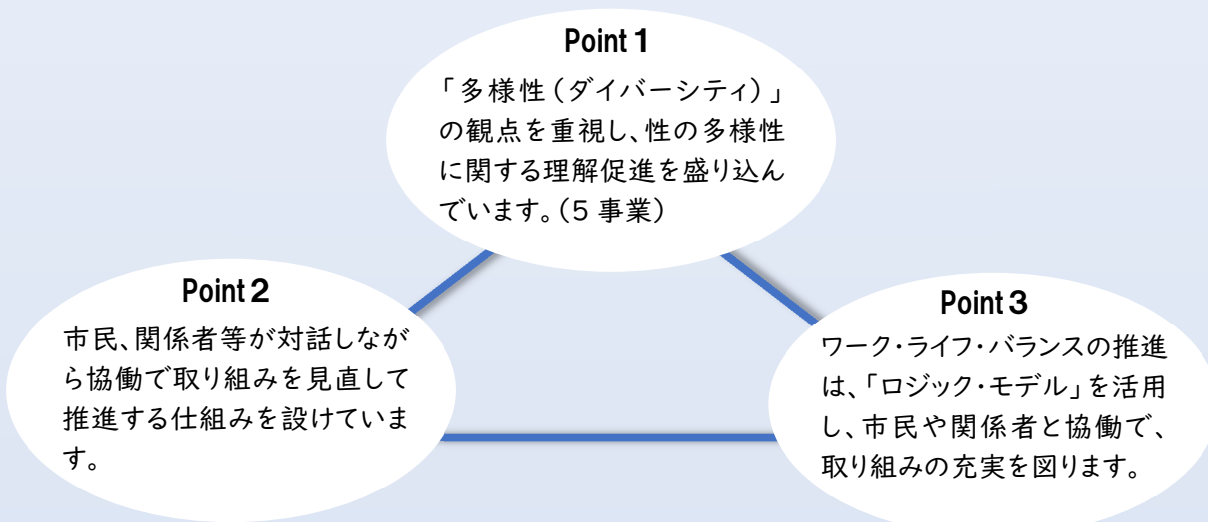 Point 1
「多様性(ダイバーシティ)」
の観点を重視し、性の多様性
に関する理解促進を盛り込ん
でいます。(5 事業)
Point 2
市民、関係者等が対話しなが
ら協働で取り組みを見直して
推進する仕組みを設けていま
す。
Point 3
ワーク・ライフ・バランスの推進
は、「ロジック・モデル」を活用
し、市民や関係者と協働で、
取り組みの充実を図ります。